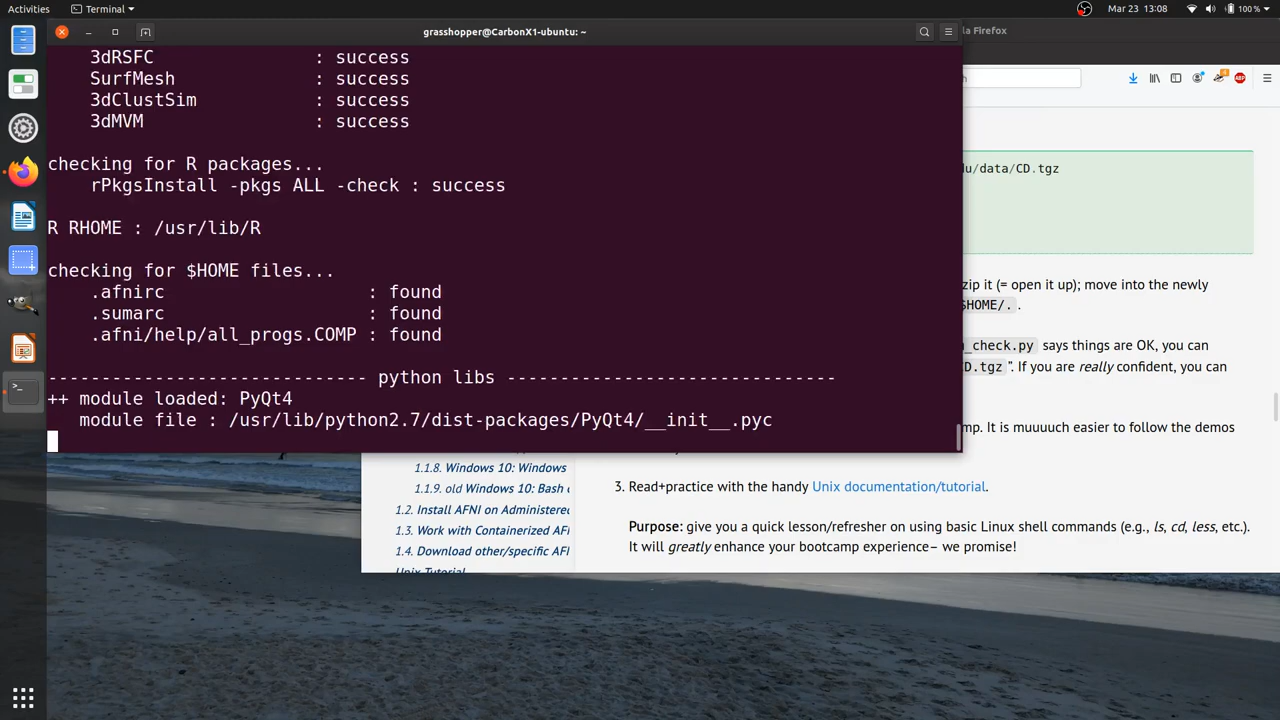 Activities
Terminal
Mar 23 13:08
100 %
grasshopper@CarbonX1-ubuntu: ~
a Firefox
3dRSFC : success
SurfMesh : success
3dClustSim : success
3dMVM : success
checking for R packages...
rPkgsInstall -pkgs ALL -check : success
R RHOME : /usr/lib/R
checking for $HOME files...
.afnirc : found
.sumarc : found
.afni/help/all_progs.COMP : found
------------------------------ python libs -------------------------------
++ module loaded: PyQt4
module file : /usr/lib/python2.7/dist-packages/PyQt4/__init__.pyc
h
4
ABP
du/data/CD.tgz
zip it (= open it up); move into the newly
$HOME/. .
_check.py says things are OK, you can
CD.tgz ”. If you are really confident, you can
mp. It is muuuuch easier to follow the demos
1.1.8. Windows 10: Windows
1.1.9. old Windows 10: Bash
1.2. Install AFNI on Administered
1.3. Work with Containerized AFI
1.4. Download other/specific AFI
Unix Tutorial
3. Read+practice with the handy Unix documentation/tutorial.
Purpose: give you a quick lesson/refresher on using basic Linux shell commands (e.g., ls, cd, less, etc.).
It will greatly enhance your bootcamp experience– we promise!